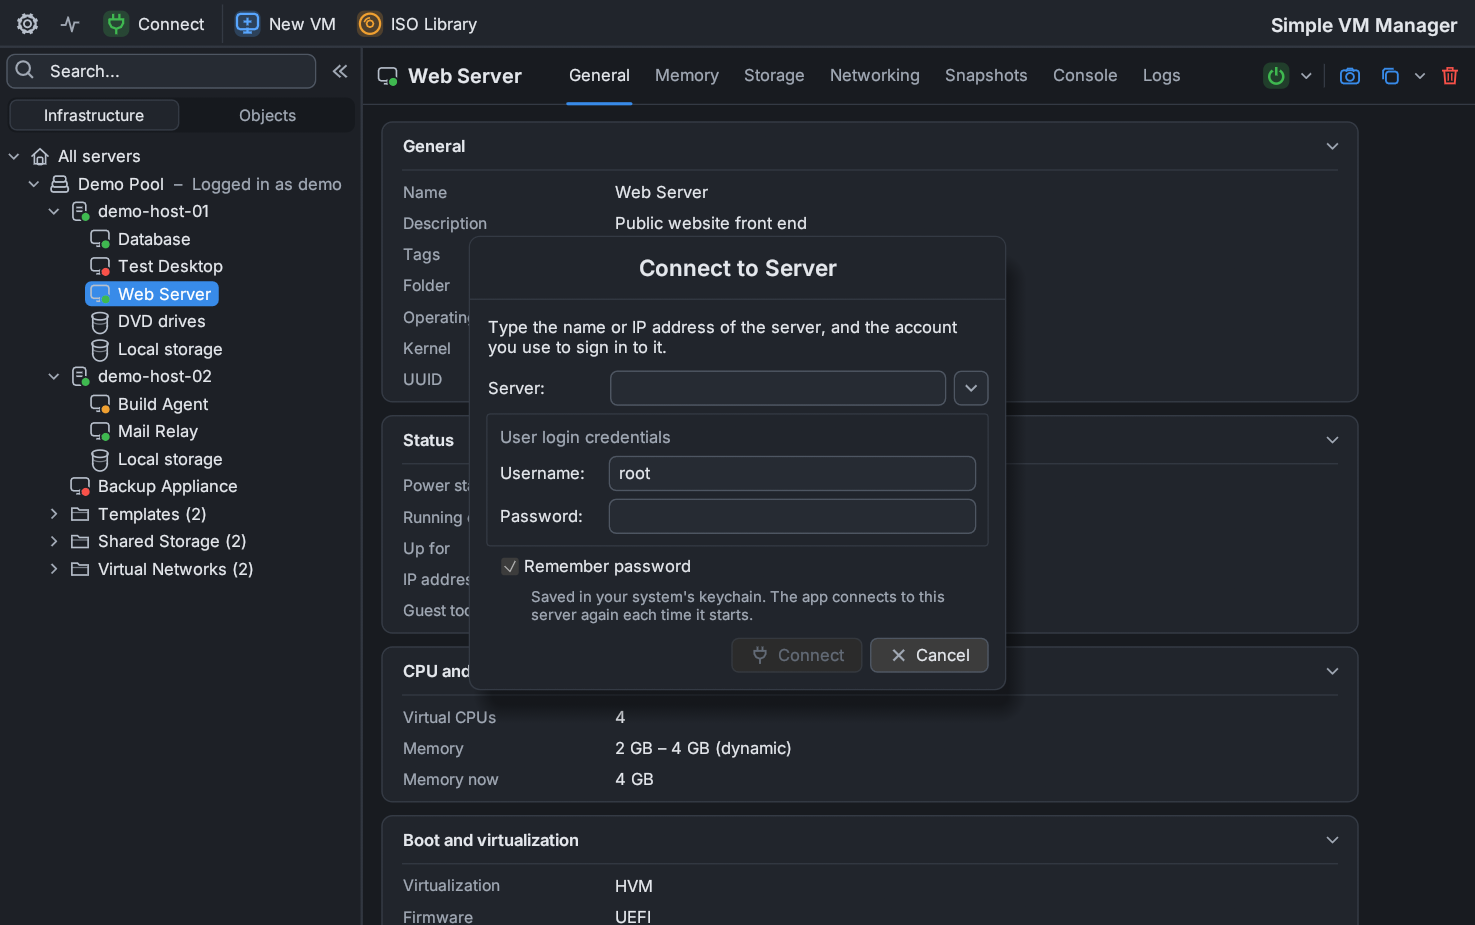 Connect
New VM
ISO Library
Simple VM Manager
Search...
Infrastructure
Objects
All servers
Demo Pool – Logged in as demo
demo-host-01
Database
Test Desktop
Web Server
DVD drives
Local storage
demo-host-02
Build Agent
Mail Relay
Local storage
Backup Appliance
Templates (2)
Shared Storage (2)
Virtual Networks (2)
Web Server
General
Memory
Storage
Networking
Snapshots
Console
Logs
General
Name Web Server
Description Public website front end
Tags
Folder
Kernel
UUID
Status
Running
Up for
IP
Guest
CPU and
Virtual CPUs 4
Memory 2 GB – 4 GB (dynamic)
Memory now 4 GB
Boot and virtualization
Virtualization HVM
Firmware UEFI
Connect to Server
Type the name or IP address of the server, and the account
you use to sign in to it.
Server:
User login credentials
Username: root
Password:
Remember password
Saved in your system's keychain. The app connects to this
server again each time it starts.
Connect
Cancel